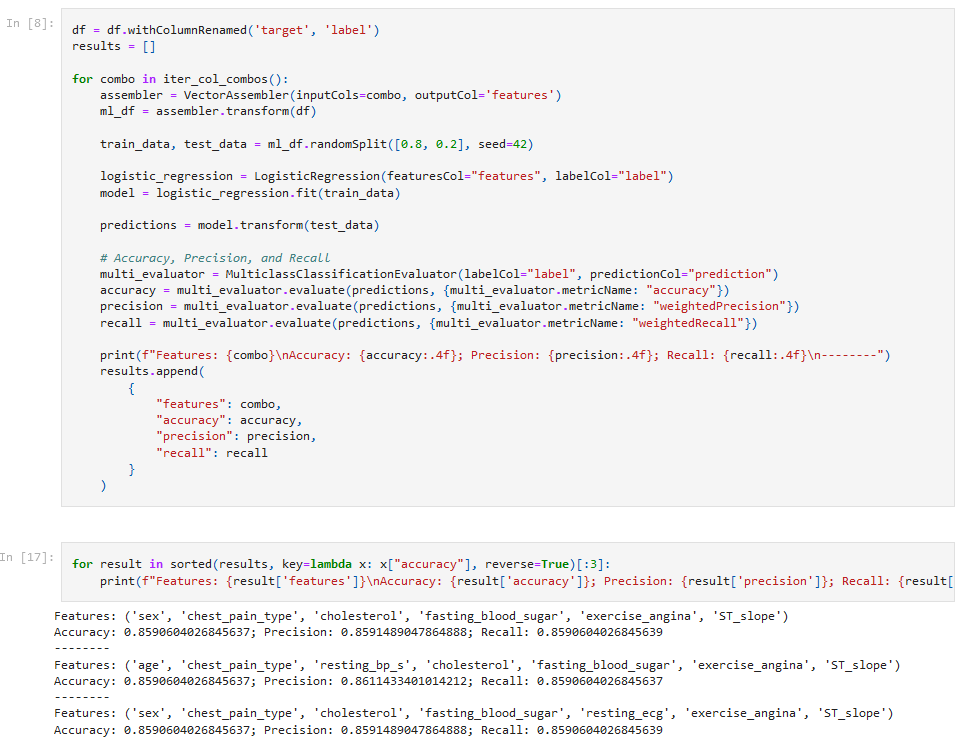 In [8]:
df = df.withColumnRenamed('target', 'label')
results = []
for combo in iter_col_combos():
    assembler = VectorAssembler(inputCols=combo, outputCol='features')
    ml_df = assembler.transform(df)
    train_data, test_data = ml_df.randomSplit([0.8, 0.2], seed=42)
    logistic_regression = LogisticRegression(featuresCol="features", labelCol="label")
    model = logistic_regression.fit(train_data)
    predictions = model.transform(test_data)
    # Accuracy, Precision, and Recall
    multi_evaluator = MulticlassClassificationEvaluator(labelCol="label", predictionCol="prediction")
    accuracy = multi_evaluator.evaluate(predictions, {multi_evaluator.metricName: "accuracy"})
    precision = multi_evaluator.evaluate(predictions, {multi_evaluator.metricName: "weightedPrecision"})
    recall = multi_evaluator.evaluate(predictions, {multi_evaluator.metricName: "weightedRecall"})
    print(f"Features: {combo}\nAccuracy: {accuracy:.4f}; Precision: {precision:.4f}; Recall: {recall:.4f}\n--------")
    results.append(
        {
            "features": combo,
            "accuracy": accuracy,
            "precision": precision,
            "recall": recall
        }
    )
In [17]:
for result in sorted(results, key=lambda x: x["accuracy"], reverse=True)[:3]:
    print(f"Features: {result['features']}\nAccuracy: {result['accuracy']}; Precision: {result['precision']}; Recall: {result[
Features: ('sex', 'chest_pain_type', 'cholesterol', 'fasting_blood_sugar', 'exercise_angina', 'ST_slope')
Accuracy: 0.8590604026845637; Precision: 0.8591489047864888; Recall: 0.8590604026845639
--------
Features: ('age', 'chest_pain_type', 'resting_bp_s', 'cholesterol', 'fasting_blood_sugar', 'exercise_angina', 'ST_slope')
Accuracy: 0.8590604026845637; Precision: 0.8611433401014212; Recall: 0.8590604026845637
--------
Features: ('sex', 'chest_pain_type', 'cholesterol', 'fasting_blood_sugar', 'resting_ecg', 'exercise_angina', 'ST_slope')
Accuracy: 0.8590604026845637; Precision: 0.8591489047864888; Recall: 0.8590604026845639